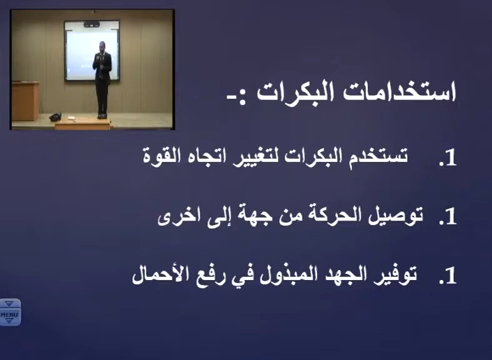 استخدامات البكرات :-
1. تستخدم البكرات لتغيير اتجاه القوة
1. توصيل الحركة من جهة إلى اخرى
1. توفير الجهد المبذول في رفع الأحمال
MENU